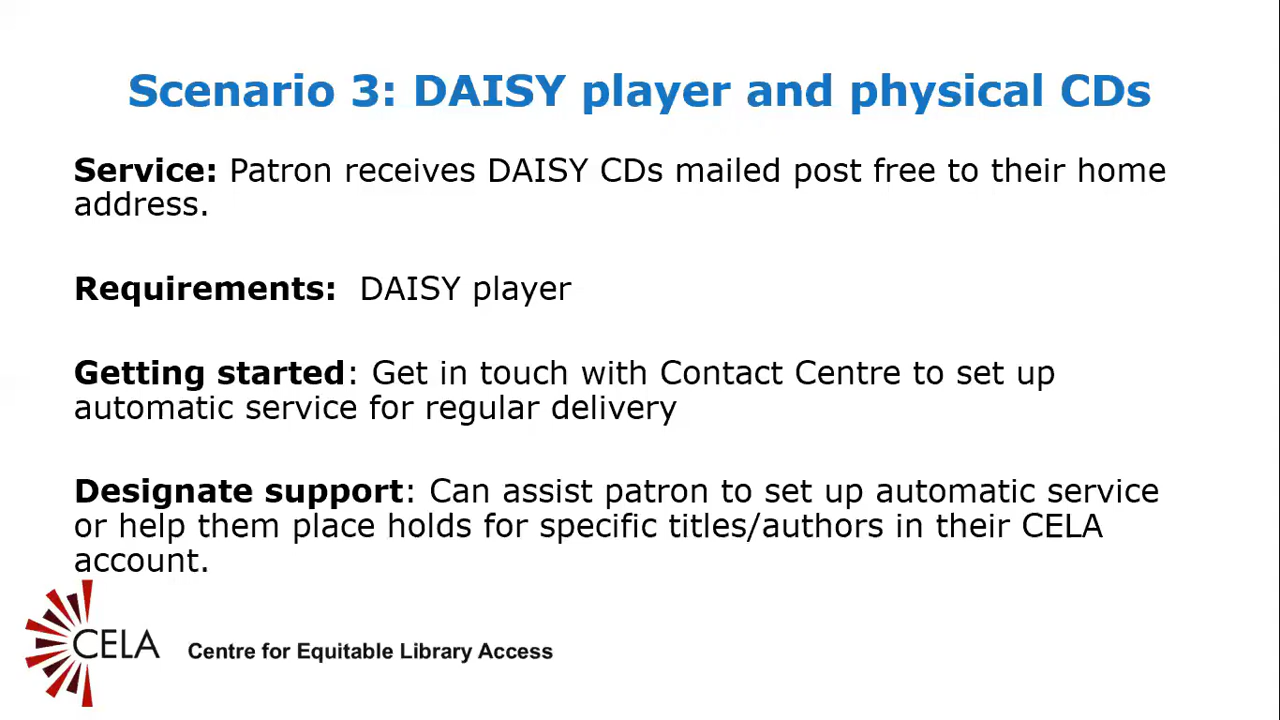 Scenario 3: DAISY player and physical CDs
Service: Patron receives DAISY CDs mailed post free to their home
address.
Requirements:  DAISY player
Getting started: Get in touch with Contact Centre to set up
automatic service for regular delivery
Designate support: Can assist patron to set up automatic service
or help them place holds for specific titles/authors in their CELA
account.
CELA
Centre for Equitable Library Access